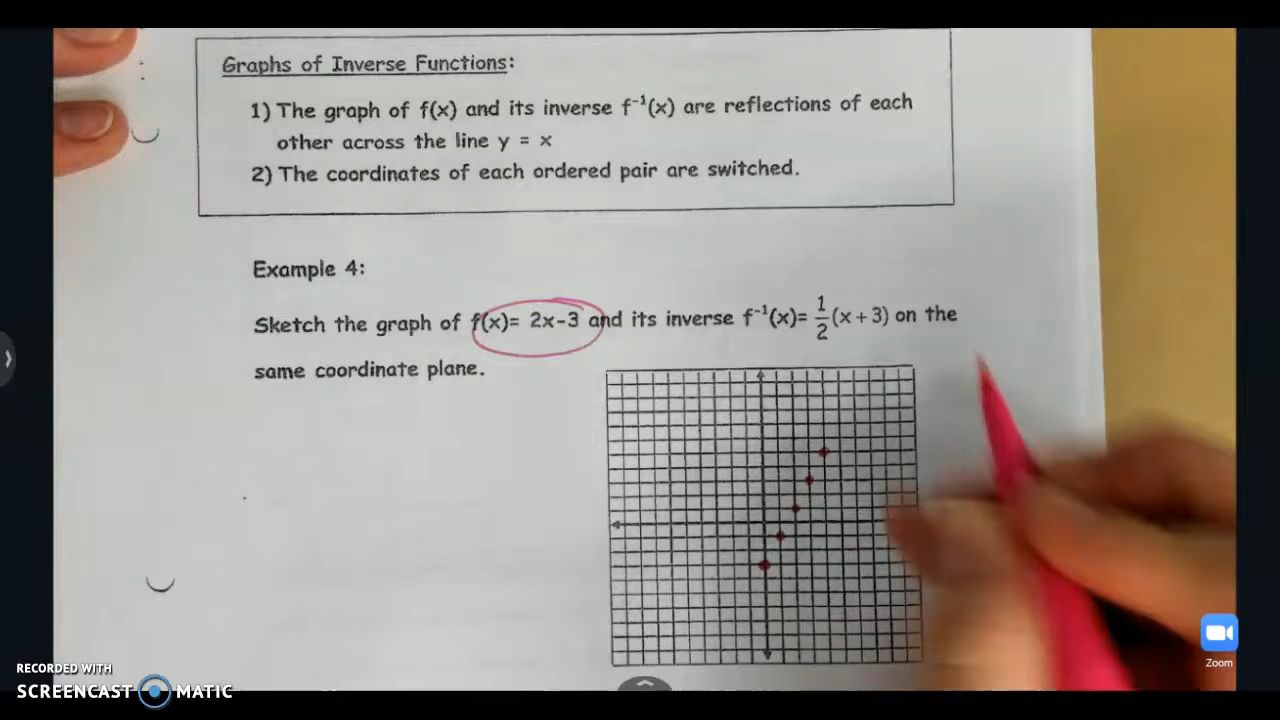 Graphs of Inverse Functions:
1) The graph of f(x) and its inverse f⁻¹(x) are reflections of each
other across the line y = x
2) The coordinates of each ordered pair are switched.
Example 4:
Sketch the graph of f(x)= 2x-3 and its inverse f⁻¹(x)= 1/2(x+3) on the
same coordinate plane.
Zoom
RECORDED WITH
SCREENCAST MATIC